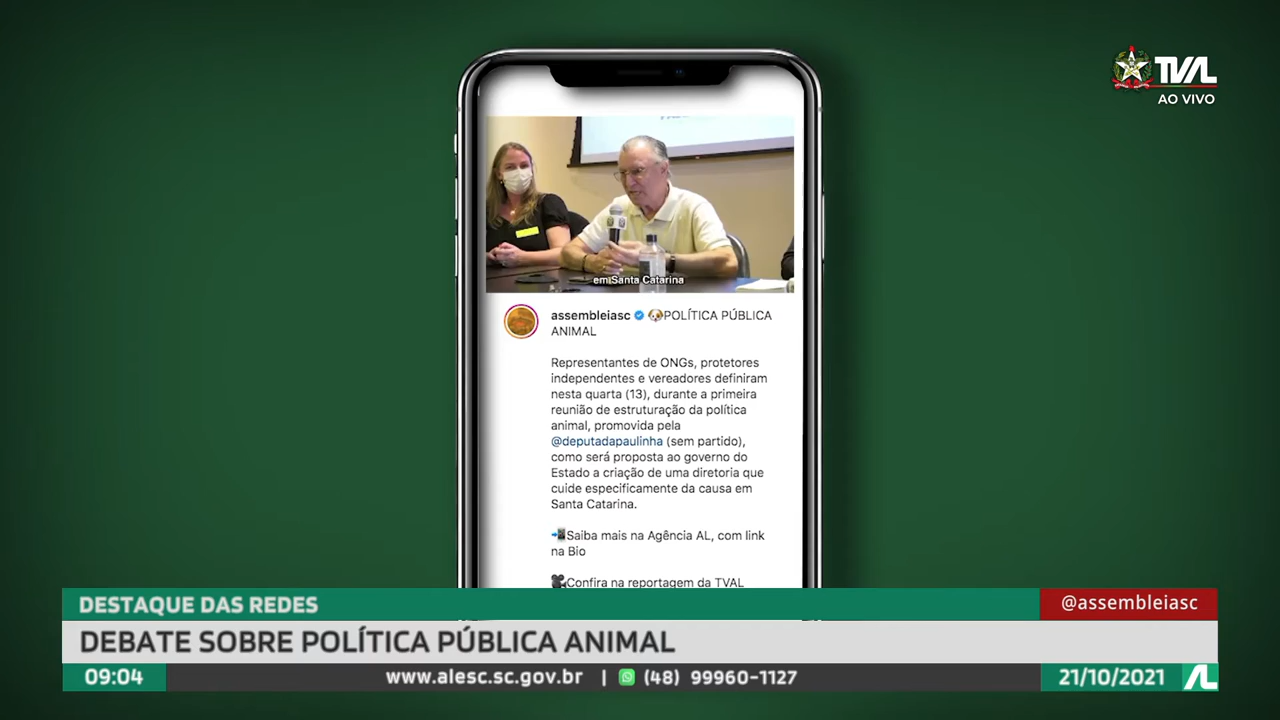 TVAL
AO VIVO
em Santa Catarina
assembleiasc 🐶POLÍTICA PÚBLICA
ANIMAL
Representantes de ONGs, protetores
independentes e vereadores definiram
nesta quarta (13), durante a primeira
reunião de estruturação da política
animal, promovida pela
@deputadapaulinha (sem partido),
como será proposta ao governo do
Estado a criação de uma diretoria que
cuide especificamente da causa em
Santa Catarina.
📲Saiba mais na Agência AL, com link
na Bio
🎥Confira na reportagem da TVAL
DESTAQUE DAS REDES
@assembleiasc
DEBATE SOBRE POLÍTICA PÚBLICA ANIMAL
09:04
www.alesc.sc.gov.br | (48) 99960-1127
21/10/2021
AL